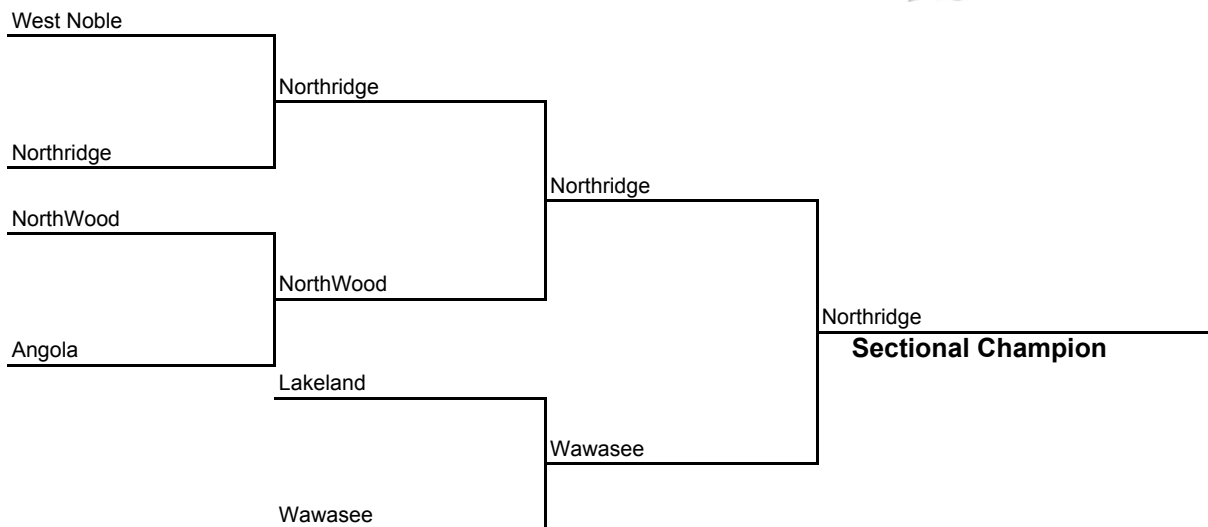 West Noble
Northridge
Northridge
Northridge
NorthWood
NorthWood
Northridge
Angola
Sectional Champion
Lakeland
Wawasee
Wawasee